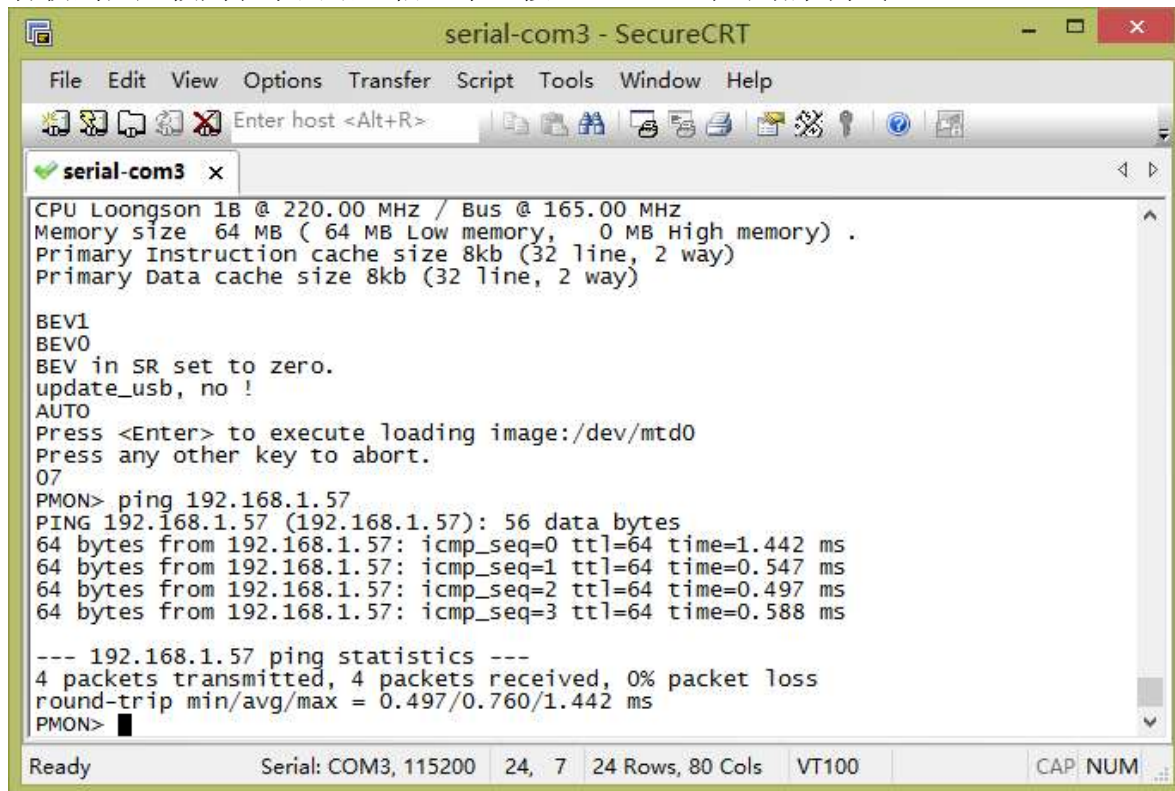 serial-com3 - SecureCRT
File Edit View Options Transfer Script Tools Window Help
Enter host <Alt+R>
serial-com3 x
CPU Loongson 1B @ 220.00 MHz / Bus @ 165.00 MHz
Memory size  64 MB ( 64 MB Low memory,   0 MB High memory) .
Primary Instruction cache size 8kb (32 line, 2 way)
Primary Data cache size 8kb (32 line, 2 way)
BEV1
BEV0
BEV in SR set to zero.
update_usb, no !
AUTO
Press <Enter> to execute loading image:/dev/mtd0
Press any other key to abort.
07
PMON> ping 192.168.1.57
PING 192.168.1.57 (192.168.1.57): 56 data bytes
64 bytes from 192.168.1.57: icmp_seq=0 ttl=64 time=1.442 ms
64 bytes from 192.168.1.57: icmp_seq=1 ttl=64 time=0.547 ms
64 bytes from 192.168.1.57: icmp_seq=2 ttl=64 time=0.497 ms
64 bytes from 192.168.1.57: icmp_seq=3 ttl=64 time=0.588 ms
--- 192.168.1.57 ping statistics ---
4 packets transmitted, 4 packets received, 0% packet loss
round-trip min/avg/max = 0.497/0.760/1.442 ms
PMON>
Ready Serial: COM3, 115200 24, 7 24 Rows, 80 Cols VT100 CAP NUM